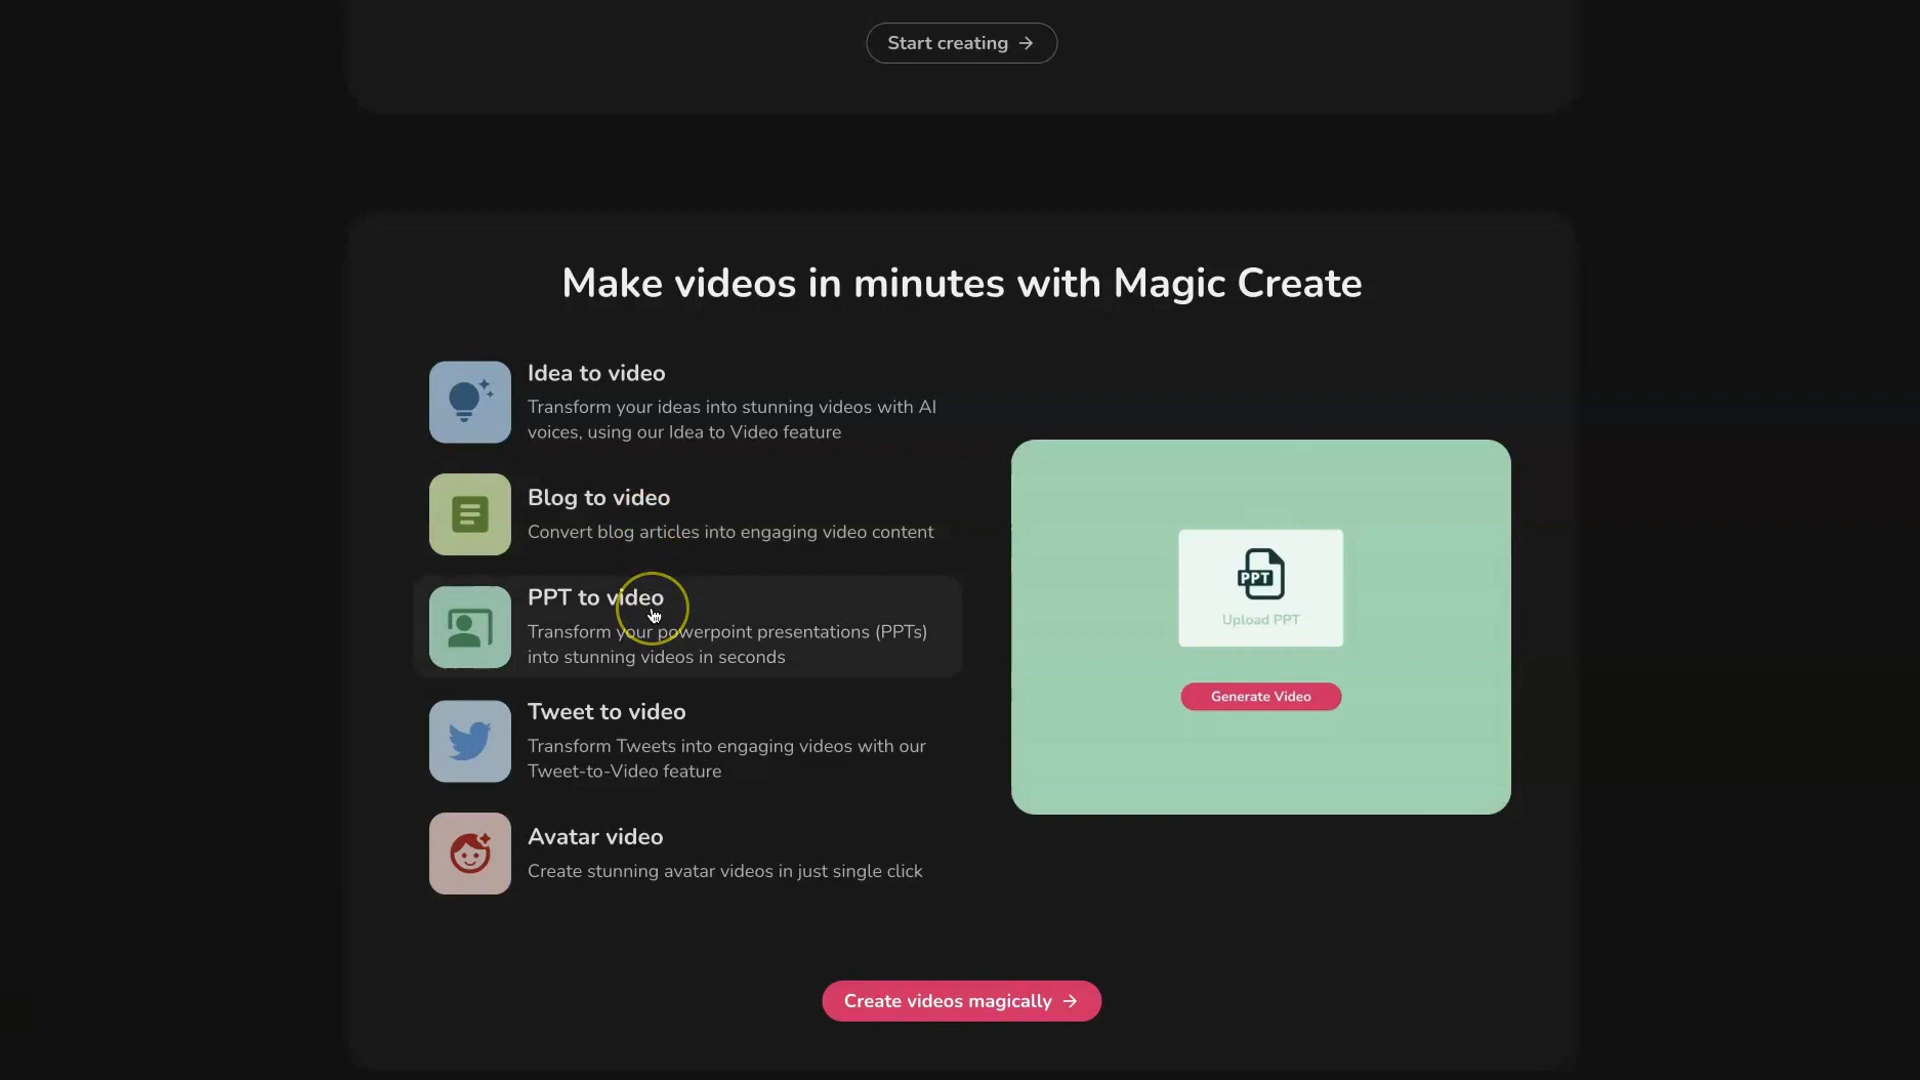 Start creating →
Make videos in minutes with Magic Create
Idea to video
Transform your ideas into stunning videos with AI
voices, using our Idea to Video feature
Blog to video
Convert blog articles into engaging video content
PPT to video
Transform your powerpoint presentations (PPTs)
into stunning videos in seconds
Tweet to video
Transform Tweets into engaging videos with our
Tweet-to-Video feature
Avatar video
Create stunning avatar videos in just single click
PPT
Upload PPT
Generate Video
Create videos magically →